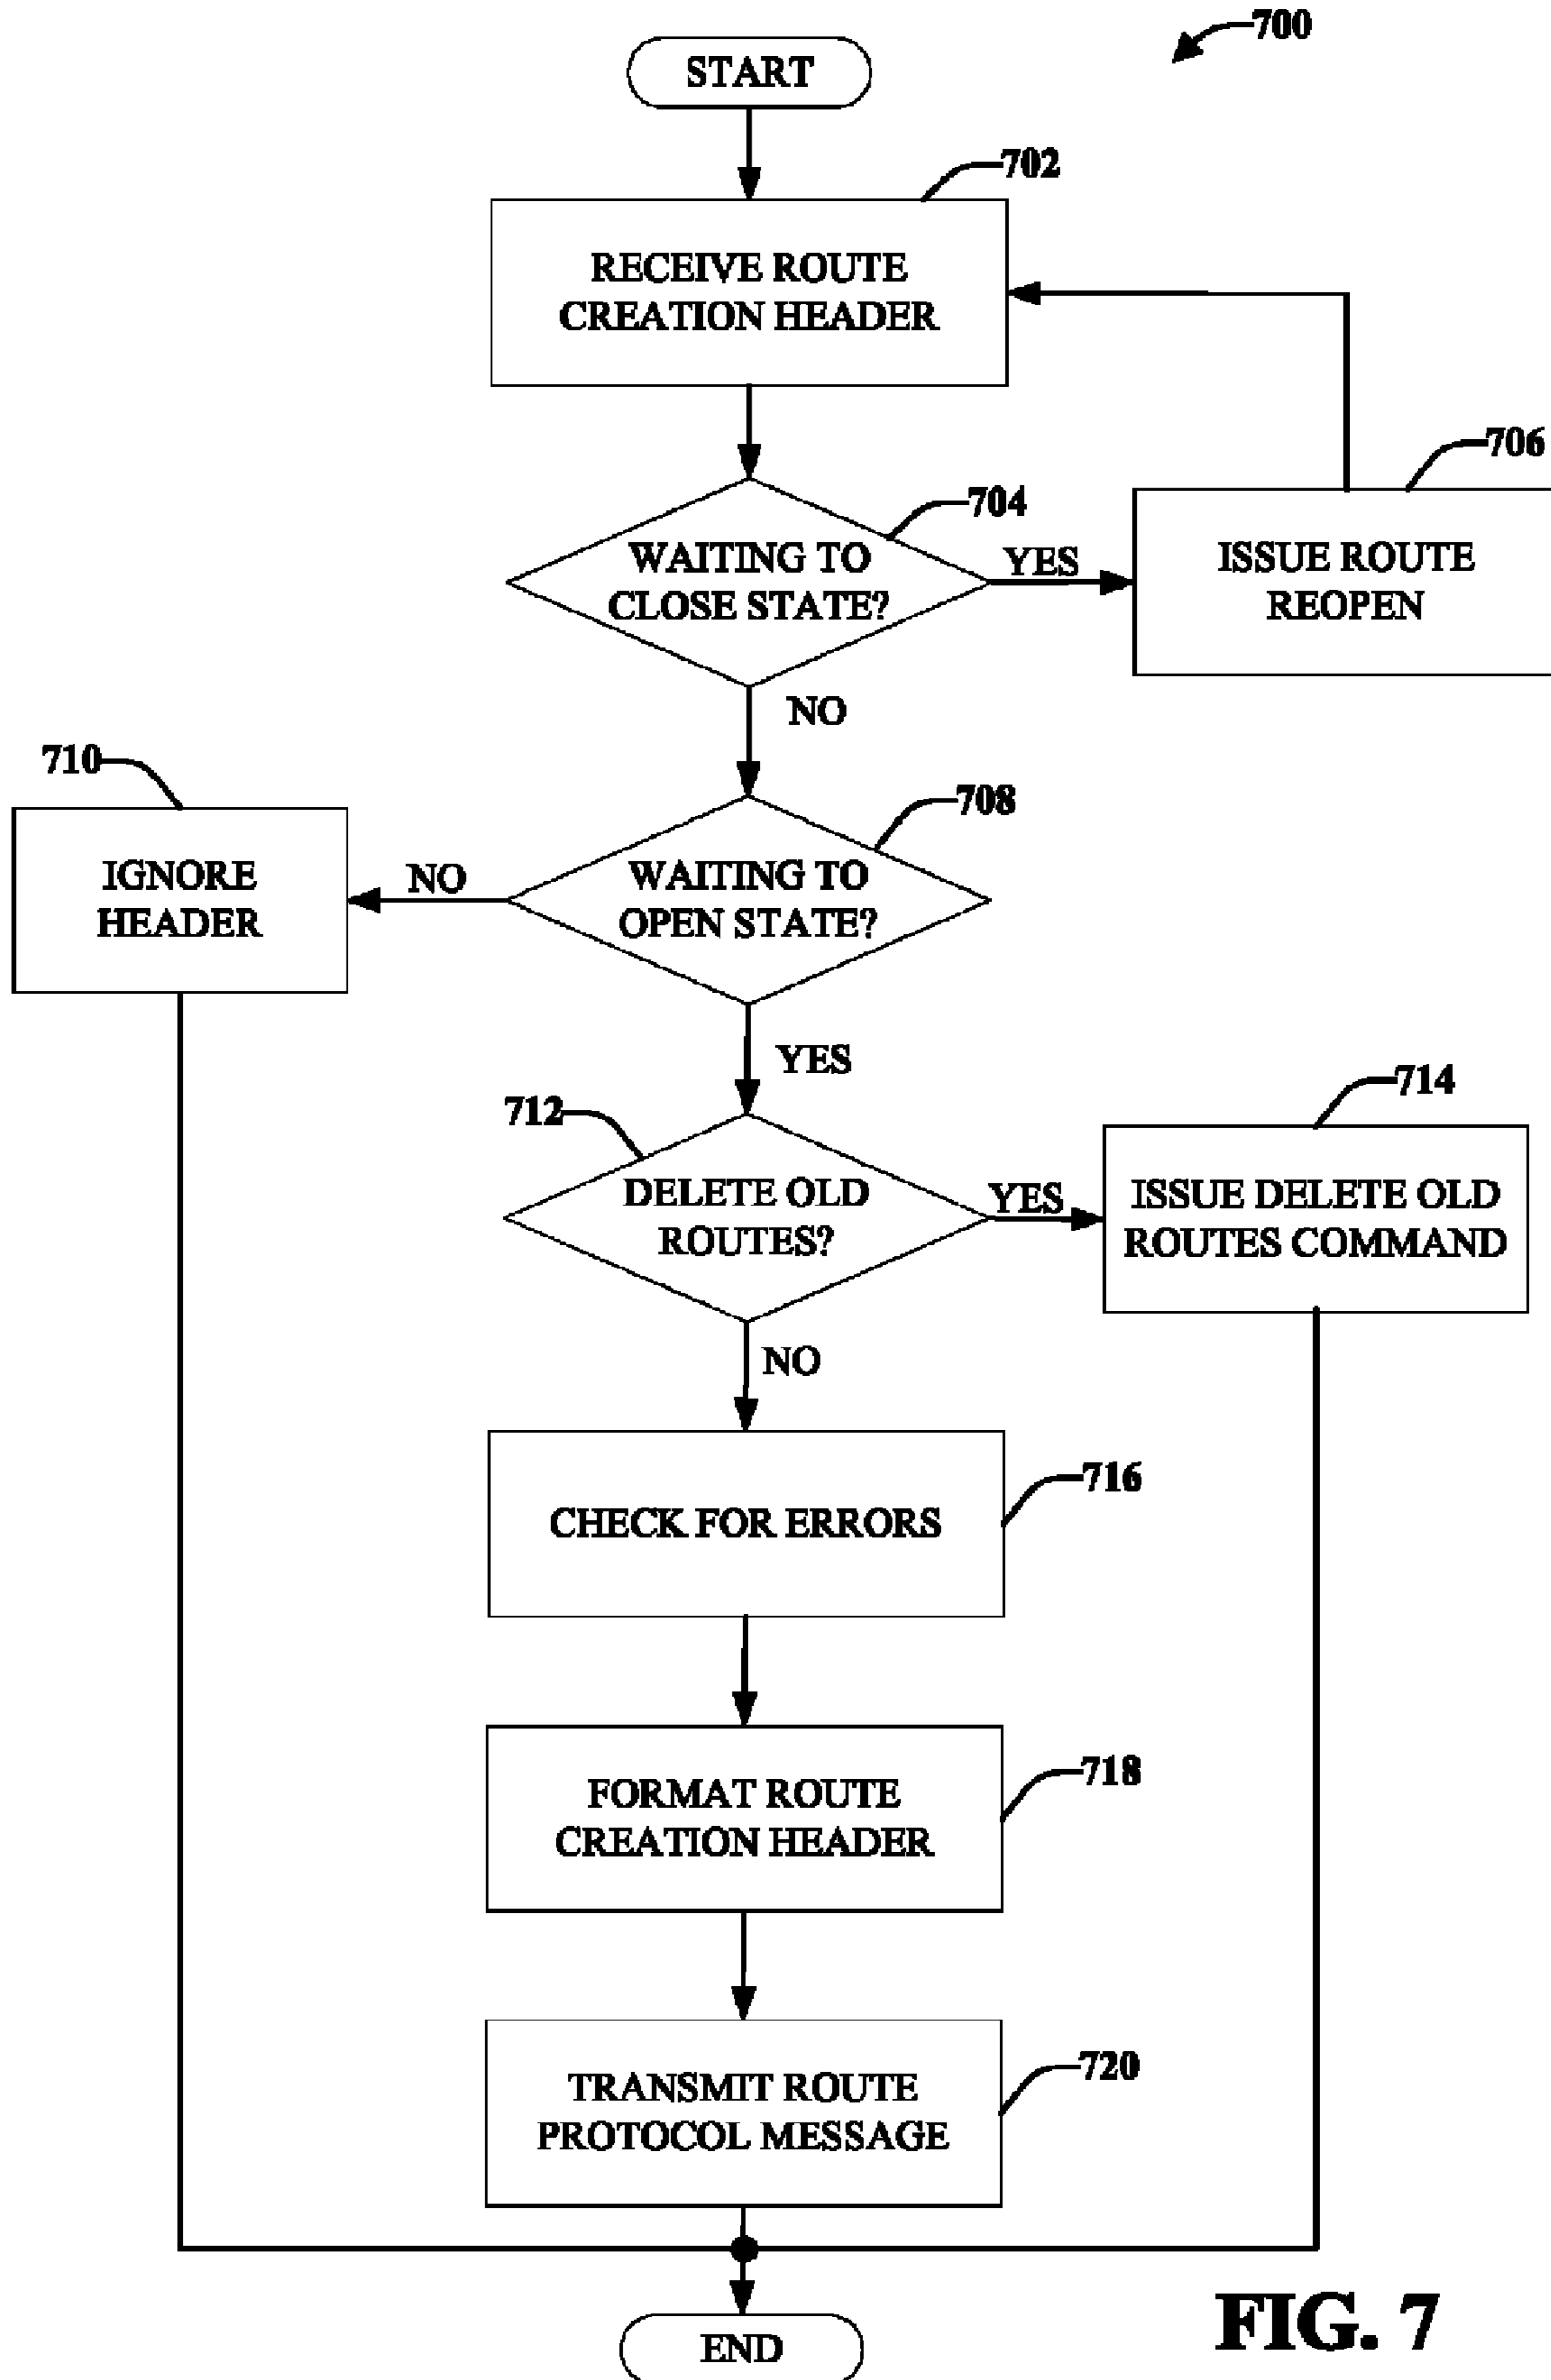 700
START
702
RECEIVE ROUTE
CREATION HEADER
706
704
WAITING TO
CLOSE STATE?
YES
ISSUE ROUTE
REOPEN
NO
710
708
IGNORE
HEADER
NO
WAITING TO
OPEN STATE?
YES
712
714
DELETE OLD
ROUTES?
YES
ISSUE DELETE OLD
ROUTES COMMAND
NO
716
CHECK FOR ERRORS
718
FORMAT ROUTE
CREATION HEADER
720
TRANSMIT ROUTE
PROTOCOL MESSAGE
FIG. 7
END